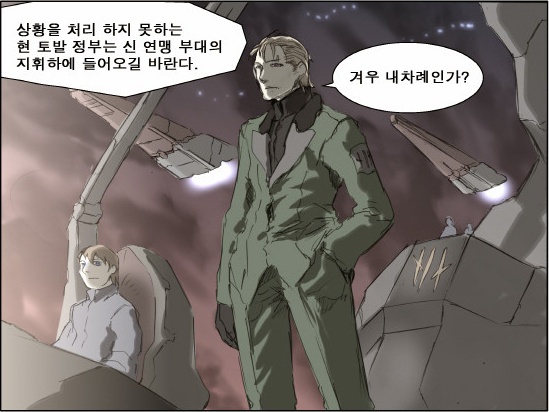 상황을 처리 하지 못하는
현 토발 정부는 신 연맹 부대의
지휘하에 들어오길 바란다.
겨우 내차례인가?